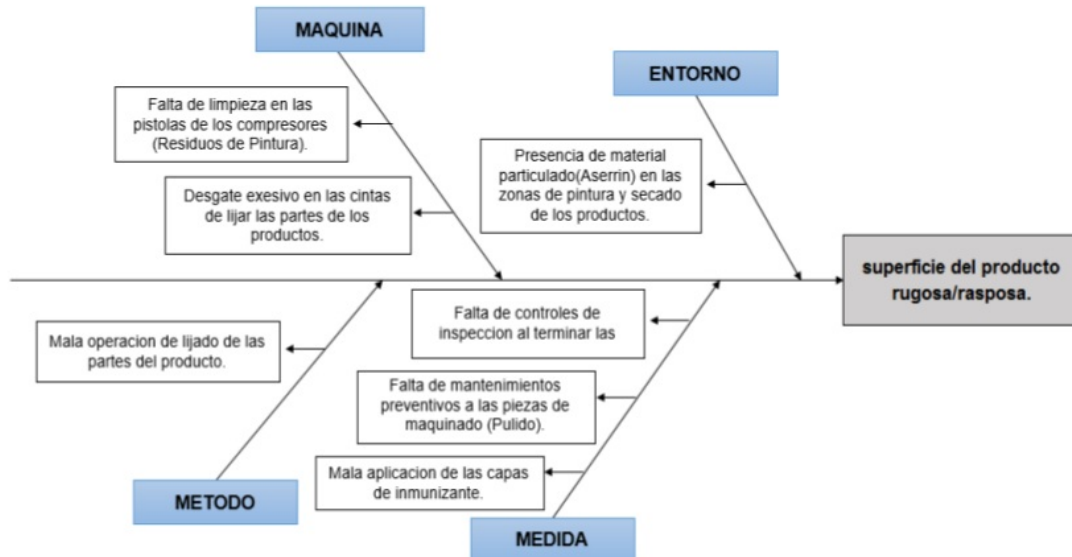 MAQUINA
ENTORNO
Falta de limpieza en las
pistolas de los compresores
(Residuos de Pintura).
Presencia de material
particulado(Aserrin) en las
zonas de pintura y secado
de los productos.
Desgate exesivo en las cintas
de lijar las partes de los
productos.
superficie del producto
rugosa/rasposa.
Falta de controles de
inspeccion al terminar las
Mala operacion de lijado de las
partes del producto.
Falta de mantenimientos
preventivos a las piezas de
maquinado (Pulido).
Mala aplicacion de las capas
de inmunizante.
METODO
MEDIDA